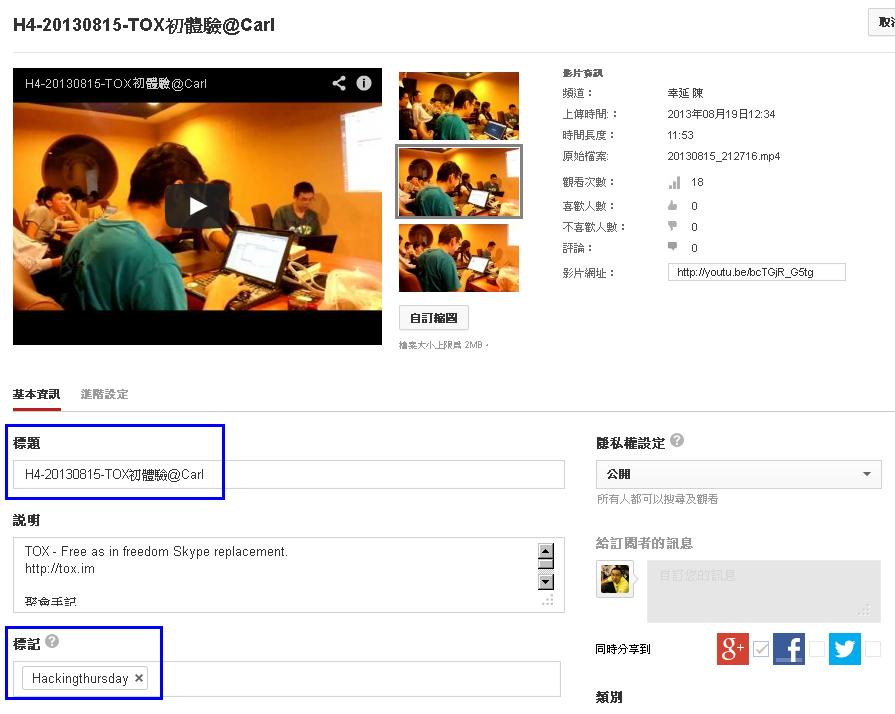 H4-20130815-TOX初體驗@Carl
H4-20130815-TOX初體驗@Carl
影片資訊
頻道: 幸延 陳
上傳時間: 2013年08月19日12:34
時間長度: 11:53
原始檔案: 20130815_212716.mp4
觀看次數: 18
喜歡人數: 0
不喜歡人數: 0
評論: 0
影片網址: http://youtu.be/bcTGjR_G5tg
自訂縮圖
檔案大小上限為 2MB。
基本資訊 進階設定
標題
H4-20130815-TOX初體驗@Carl
說明
TOX - Free as in freedom Skype replacement.
http://tox.im
聚會手記
標記 ?
Hackingthursday ×
隱私權設定 ?
公開
所有人都可以搜尋及觀看
給訂閱者的訊息
自訂您的訊息
同時分享到
類別